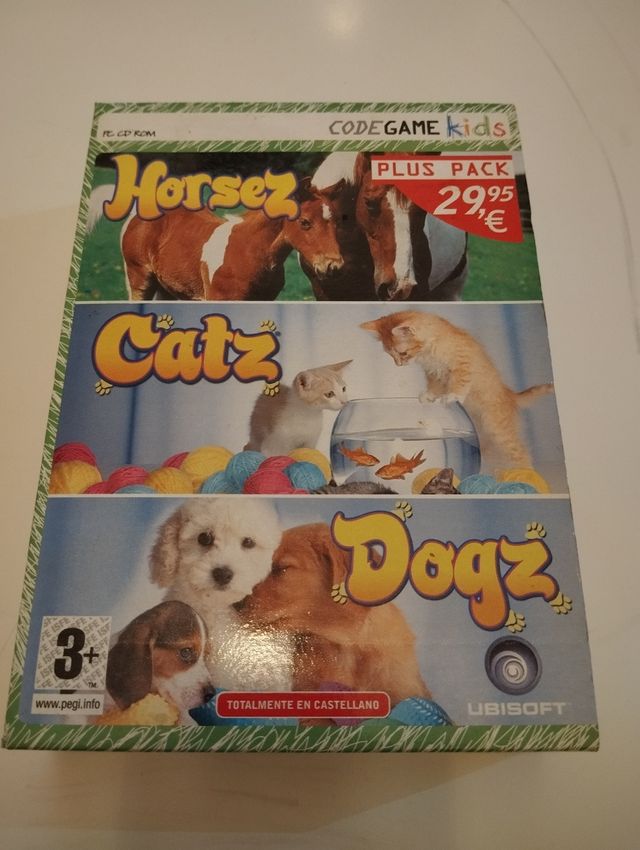 PC CD ROM
CODEGAME kids
Horsez
PLUS PACK
29,95 €
Catz
Dogz
3+
TM
www.pegi.info
TOTALMENTE EN CASTELLANO
UBISOFT